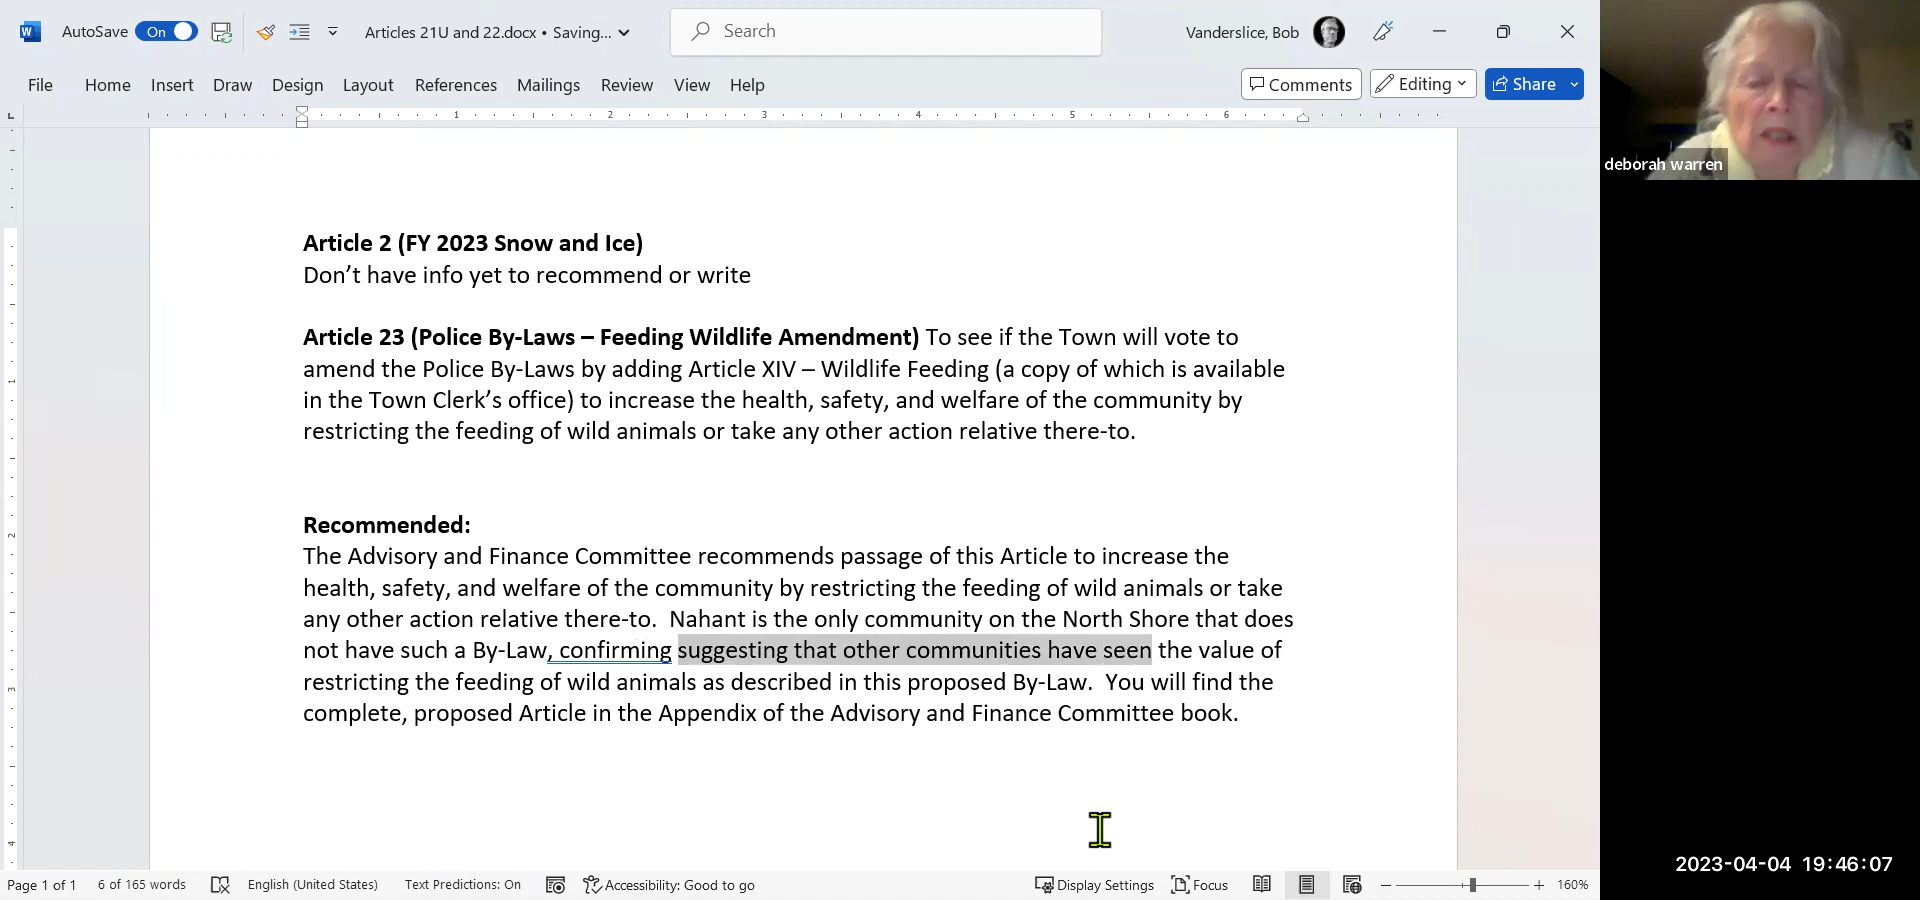 AutoSave On Articles 21U and 22.docx • Saving... Search Vanderslice, Bob
File Home Insert Draw Design Layout References Mailings Review View Help Comments Editing Share
1 2 3 4 5 6
deborah warren
Article 2 (FY 2023 Snow and Ice)
Don’t have info yet to recommend or write
Article 23 (Police By-Laws – Feeding Wildlife Amendment) To see if the Town will vote to
amend the Police By-Laws by adding Article XIV – Wildlife Feeding (a copy of which is available
in the Town Clerk’s office) to increase the health, safety, and welfare of the community by
restricting the feeding of wild animals or take any other action relative there-to.
Recommended:
The Advisory and Finance Committee recommends passage of this Article to increase the
health, safety, and welfare of the community by restricting the feeding of wild animals or take
any other action relative there-to. Nahant is the only community on the North Shore that does
not have such a By-Law, confirming suggesting that other communities have seen the value of
restricting the feeding of wild animals as described in this proposed By-Law. You will find the
complete, proposed Article in the Appendix of the Advisory and Finance Committee book.
1
2
3
4
2023-04-04 19:46:07
Page 1 of 1 6 of 165 words English (United States) Text Predictions: On Accessibility: Good to go Display Settings Focus 160%